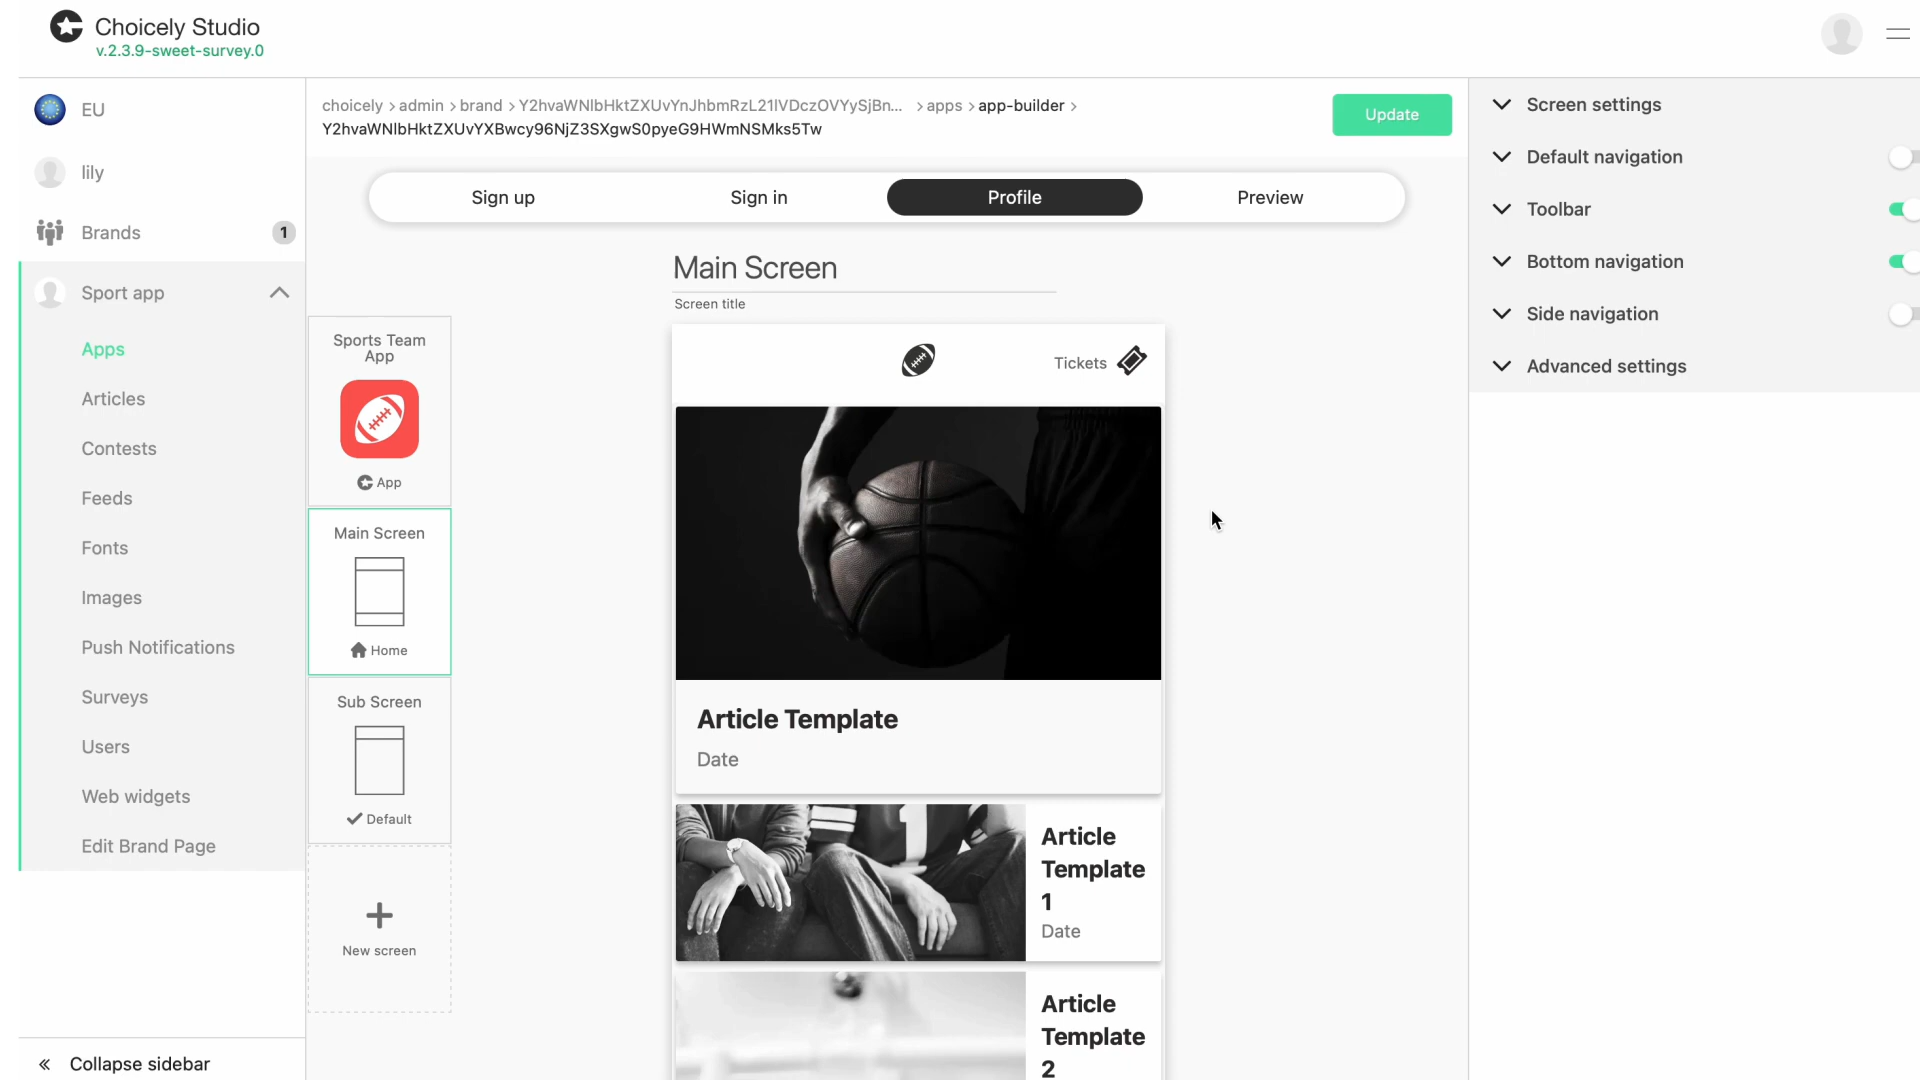 Choicely Studio
v.2.3.9-sweet-survey.0
EU
lily
Brands
1
Sport app
Apps
Articles
Contests
Feeds
Fonts
Images
Push Notifications
Surveys
Users
Web widgets
Edit Brand Page
« Collapse sidebar
choicely > admin > brand > Y2hvaWNlbHktZXUvYnJhbmRzL21lVDczOVYySjBn... > apps > app-builder >
Y2hvaWNlbHktZXUvYXBwcy96NjZ3SXgwS0pyeG9HWmNSMks5Tw
Update
Sign up
Sign in
Profile
Preview
Sports Team
App
App
Main Screen
Home
Sub Screen
Default
New screen
Main Screen
Screen title
Tickets
Article Template
Date
1
Article
Template
1
Date
Article
Template
2
Screen settings
Default navigation
Toolbar
Bottom navigation
Side navigation
Advanced settings